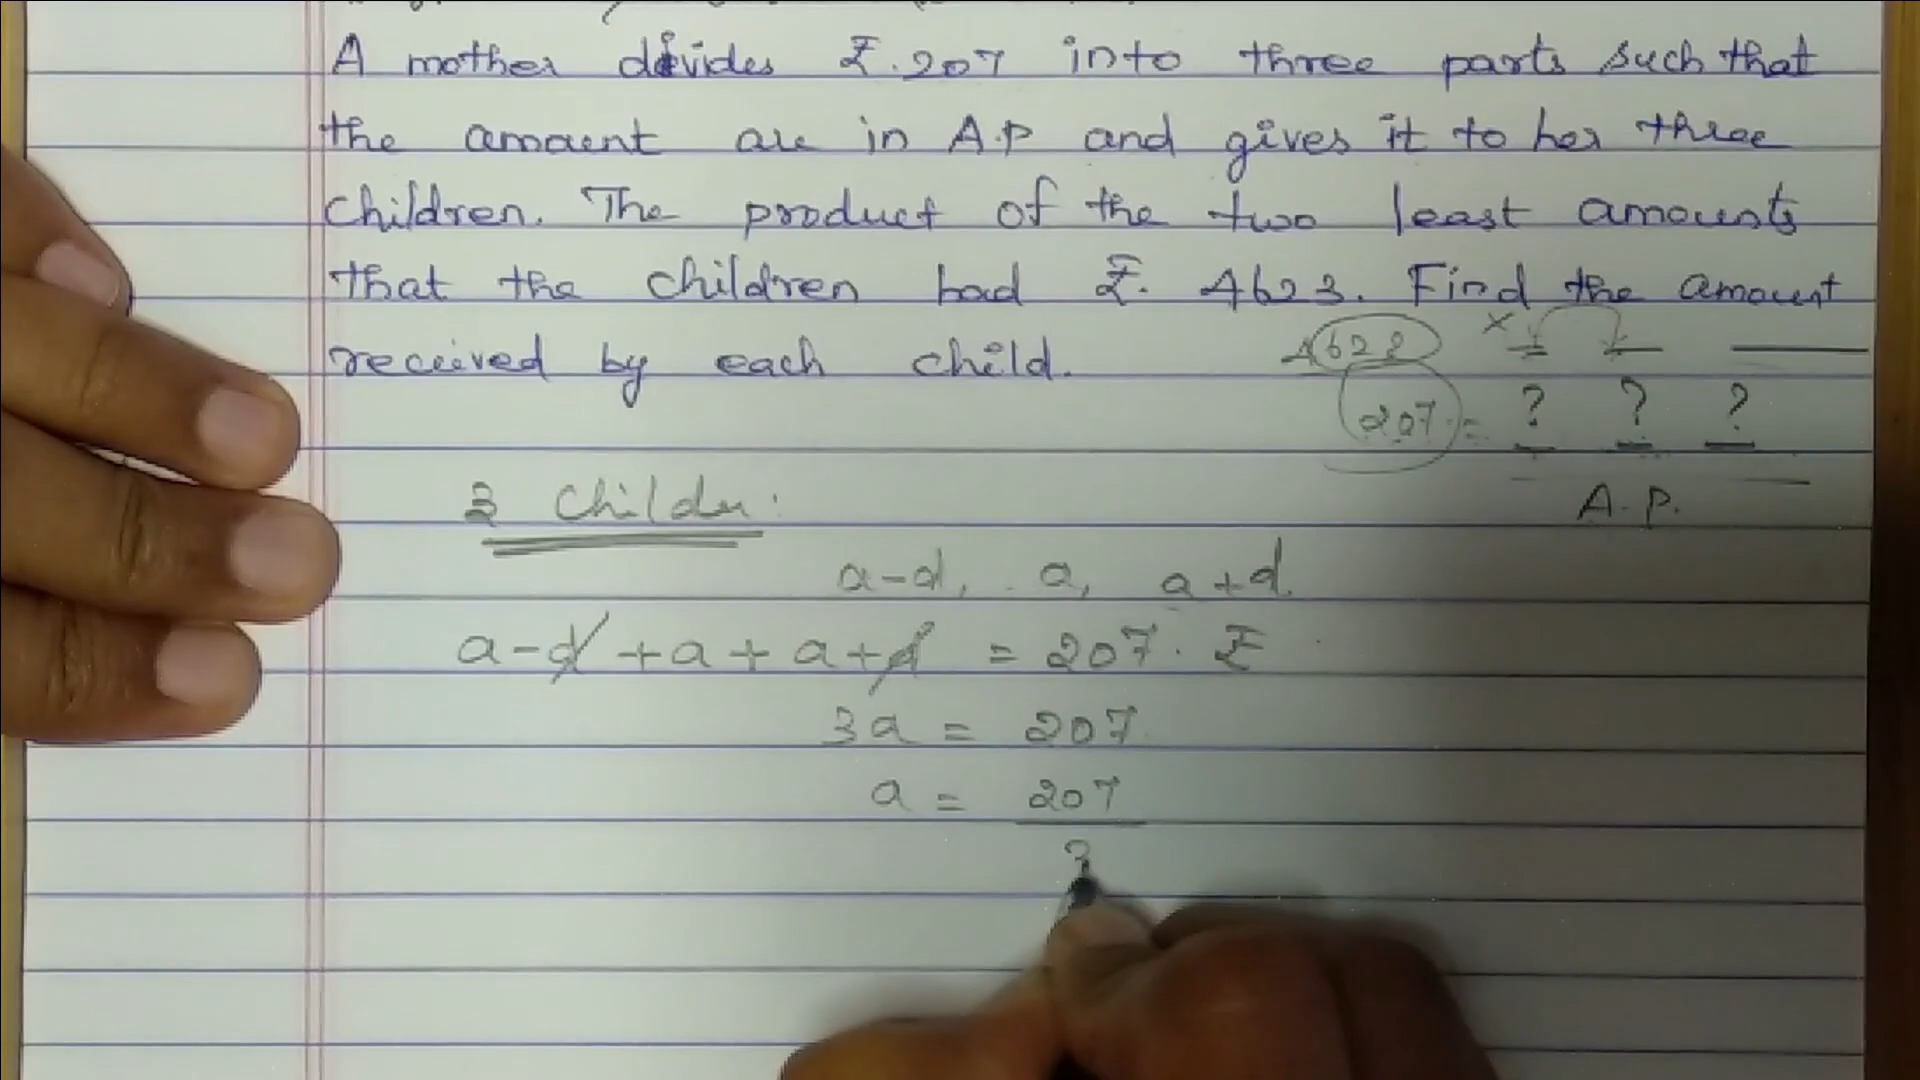 A mother divides ₹.207 into three parts such that
the amount are in A.P and gives it to her three
children. The product of the two least amounts
that the children had ₹. 4623. Find the amount
received by each child.
4623 ×
207 = ? ? ?
A.P.
3 Childn:
a-d, a, a+d.
a-d + a + a+d = 207. ₹
3a = 207
a = 207
3